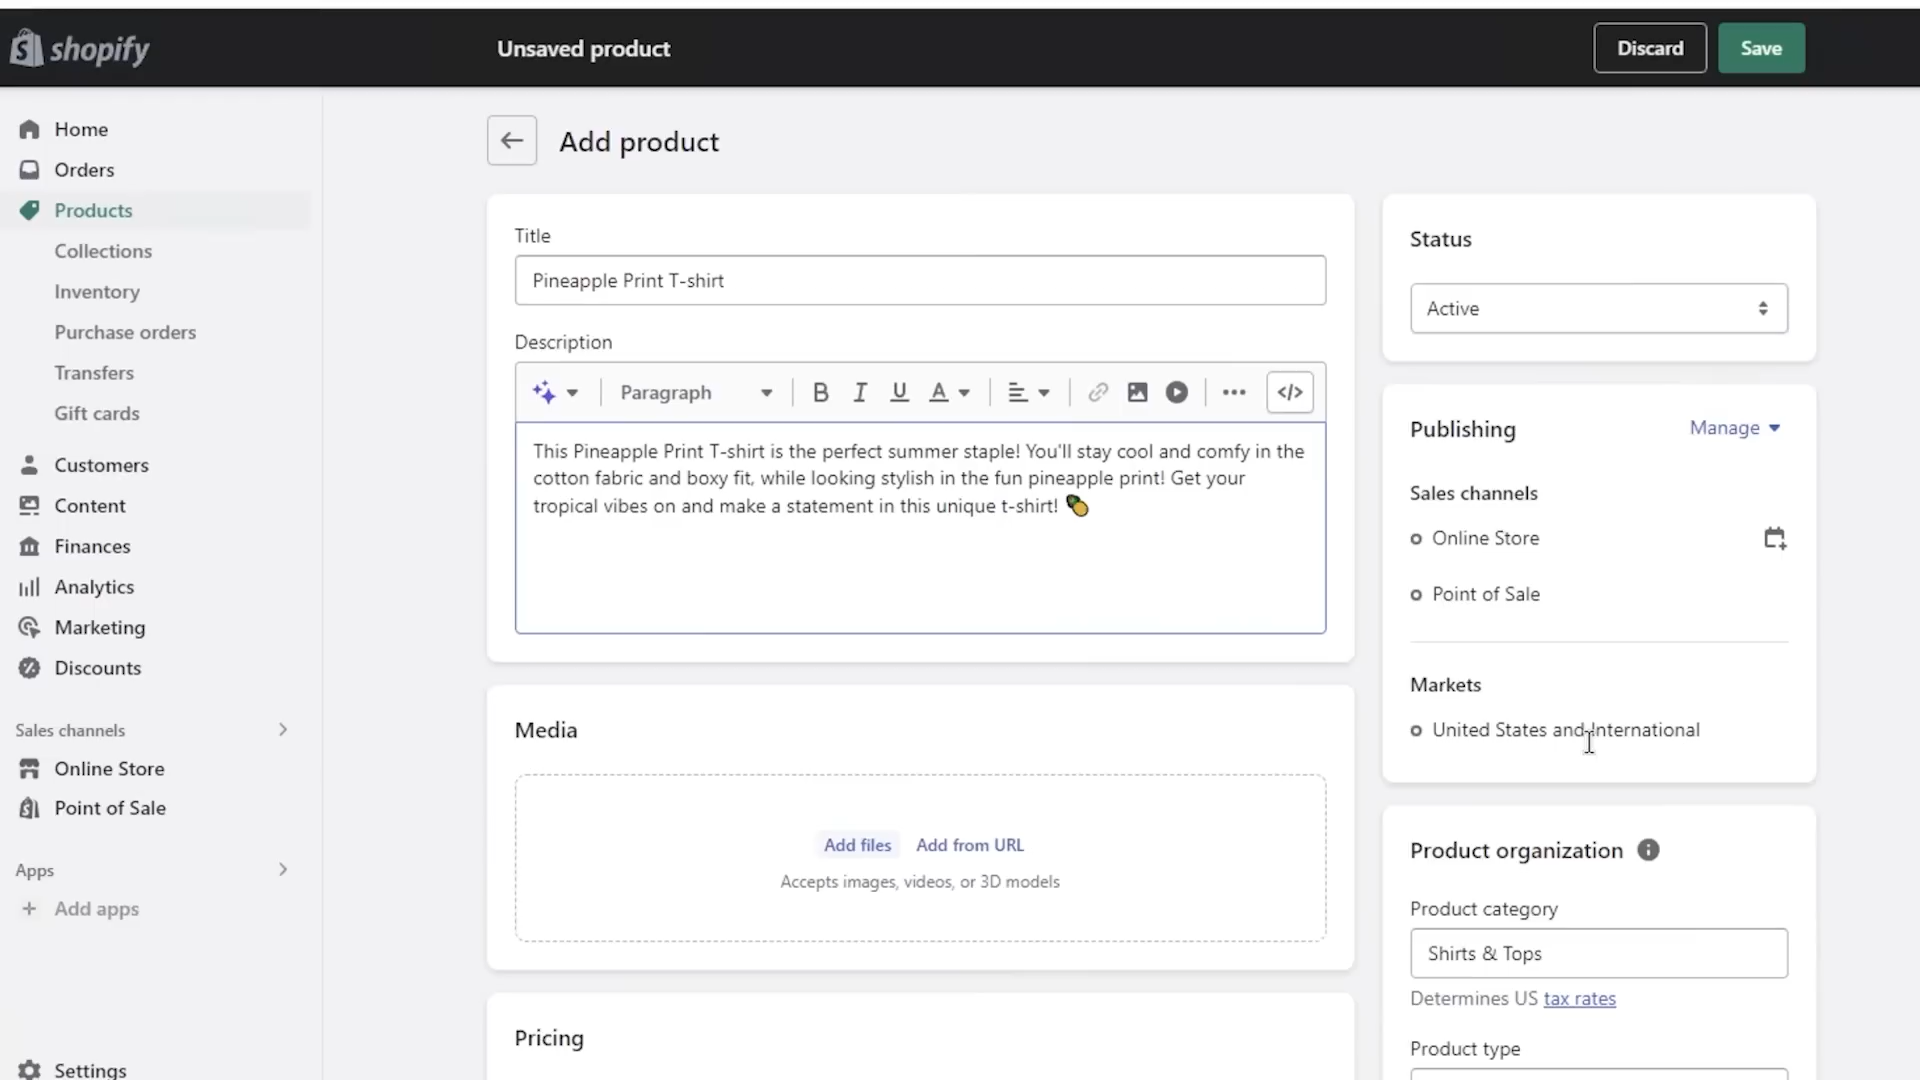 shopify
Unsaved product
Discard
Save
Home
Orders
Products
Collections
Inventory
Purchase orders
Transfers
Gift cards
Customers
Content
Finances
Analytics
Marketing
Discounts
Sales channels
Online Store
Point of Sale
Apps
Add apps
Settings
Add product
Title
Pineapple Print T-shirt
Description
Paragraph
This Pineapple Print T-shirt is the perfect summer staple! You'll stay cool and comfy in the
cotton fabric and boxy fit, while looking stylish in the fun pineapple print! Get your
tropical vibes on and make a statement in this unique t-shirt! 🍍
Media
Add files Add from URL
Accepts images, videos, or 3D models
Pricing
Status
Active
Publishing
Manage
Sales channels
Online Store
Point of Sale
Markets
United States and International
Product organization
Product category
Shirts & Tops
Determines US tax rates
Product type